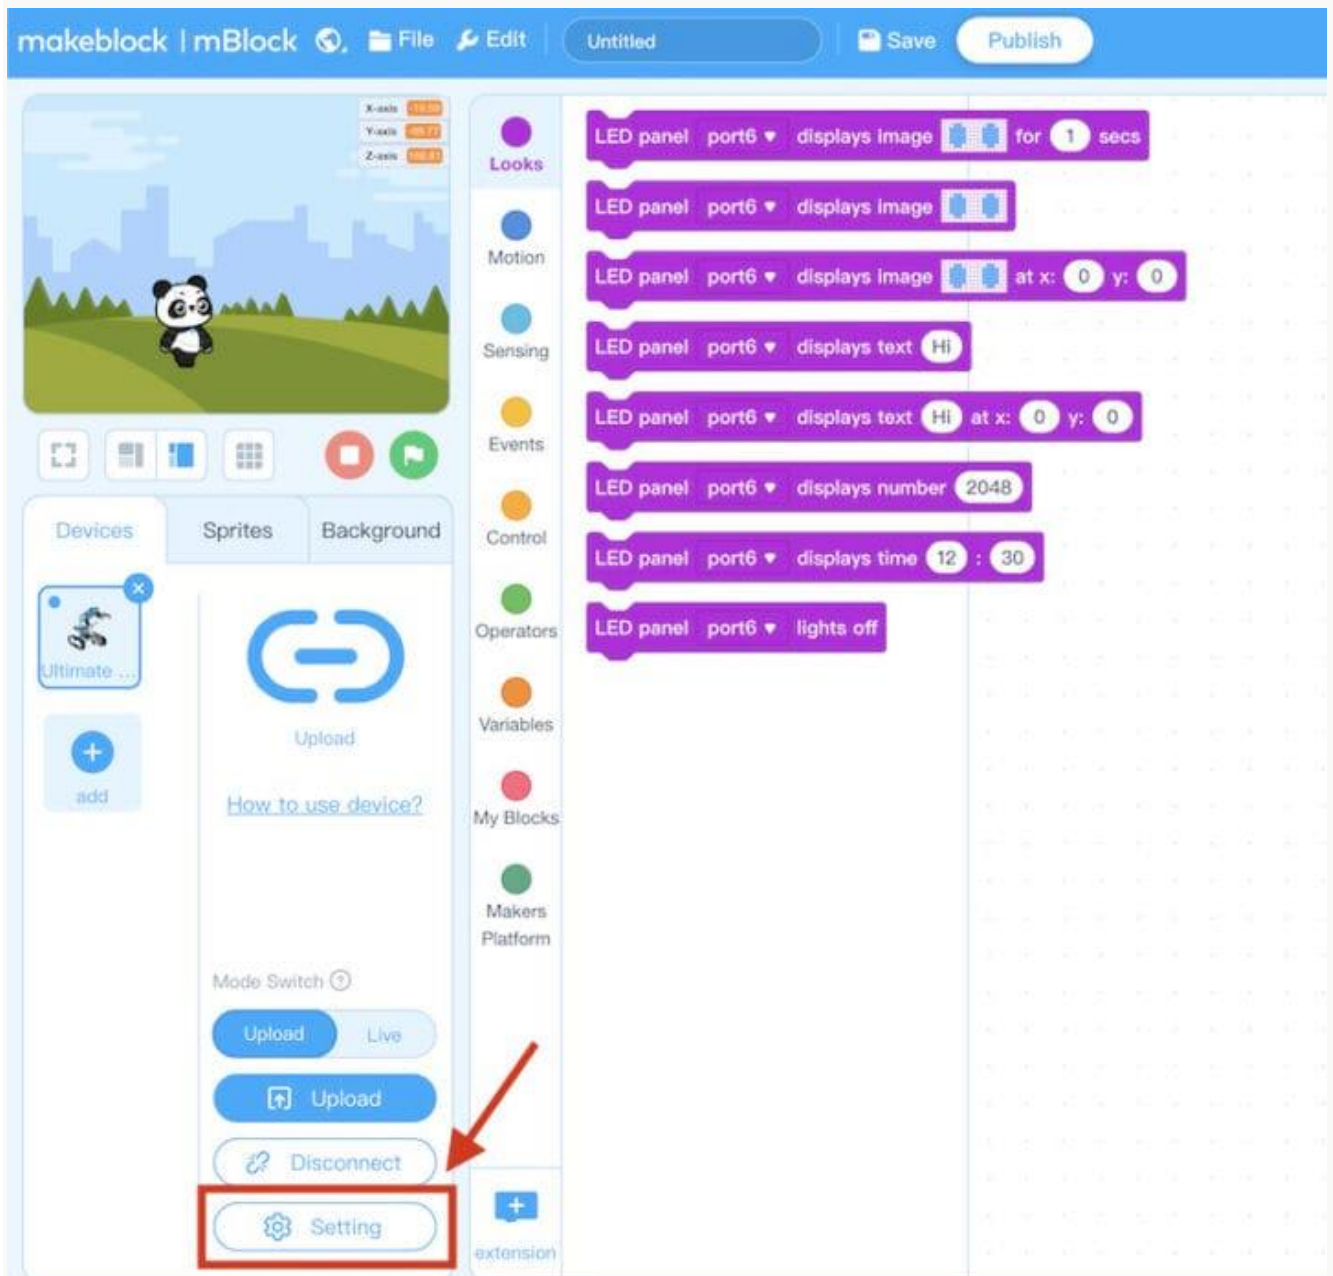 makeblock | mBlock File Edit Untitled Save Publish
X-axis
Y-axis
Z-axis
Devices Sprites Background
Ultimate ...
add
Upload
How to use device?
Mode Switch ?
Upload Live
Upload
Disconnect
Setting
Looks
Motion
Sensing
Events
Control
Operators
Variables
My Blocks
Makers
Platform
extension
LED panel port6 displays image for 1 secs
LED panel port6 displays image
LED panel port6 displays image at x: 0 y: 0
LED panel port6 displays text Hi
LED panel port6 displays text Hi at x: 0 y: 0
LED panel port6 displays number 2048
LED panel port6 displays time 12 : 30
LED panel port6 lights off